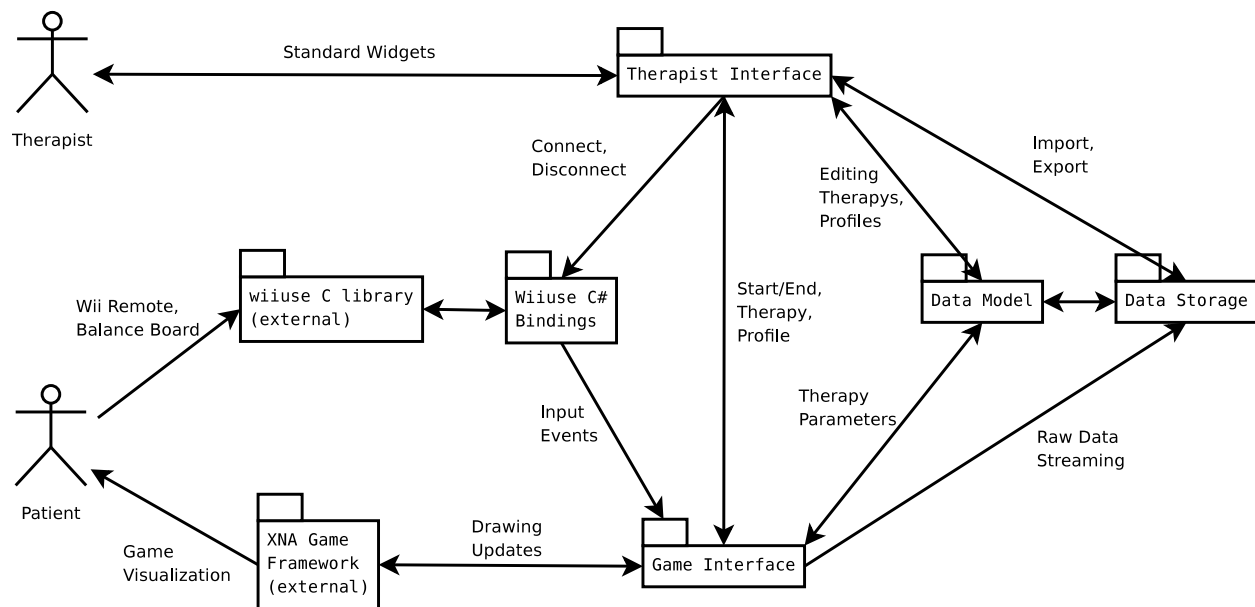 Standard Widgets
Therapist Interface
Therapist
Connect,
Disconnect
Import,
Export
Editing
Therapys,
Profiles
wiiuse C library
(external)
Wiiuse C#
Bindings
Data Model
Data Storage
Wii Remote,
Balance Board
Start/End,
Therapy,
Profile
Input
Events
Therapy
Parameters
Raw Data
Streaming
Patient
Game
Visualization
XNA Game
Framework
(external)
Drawing
Updates
Game Interface